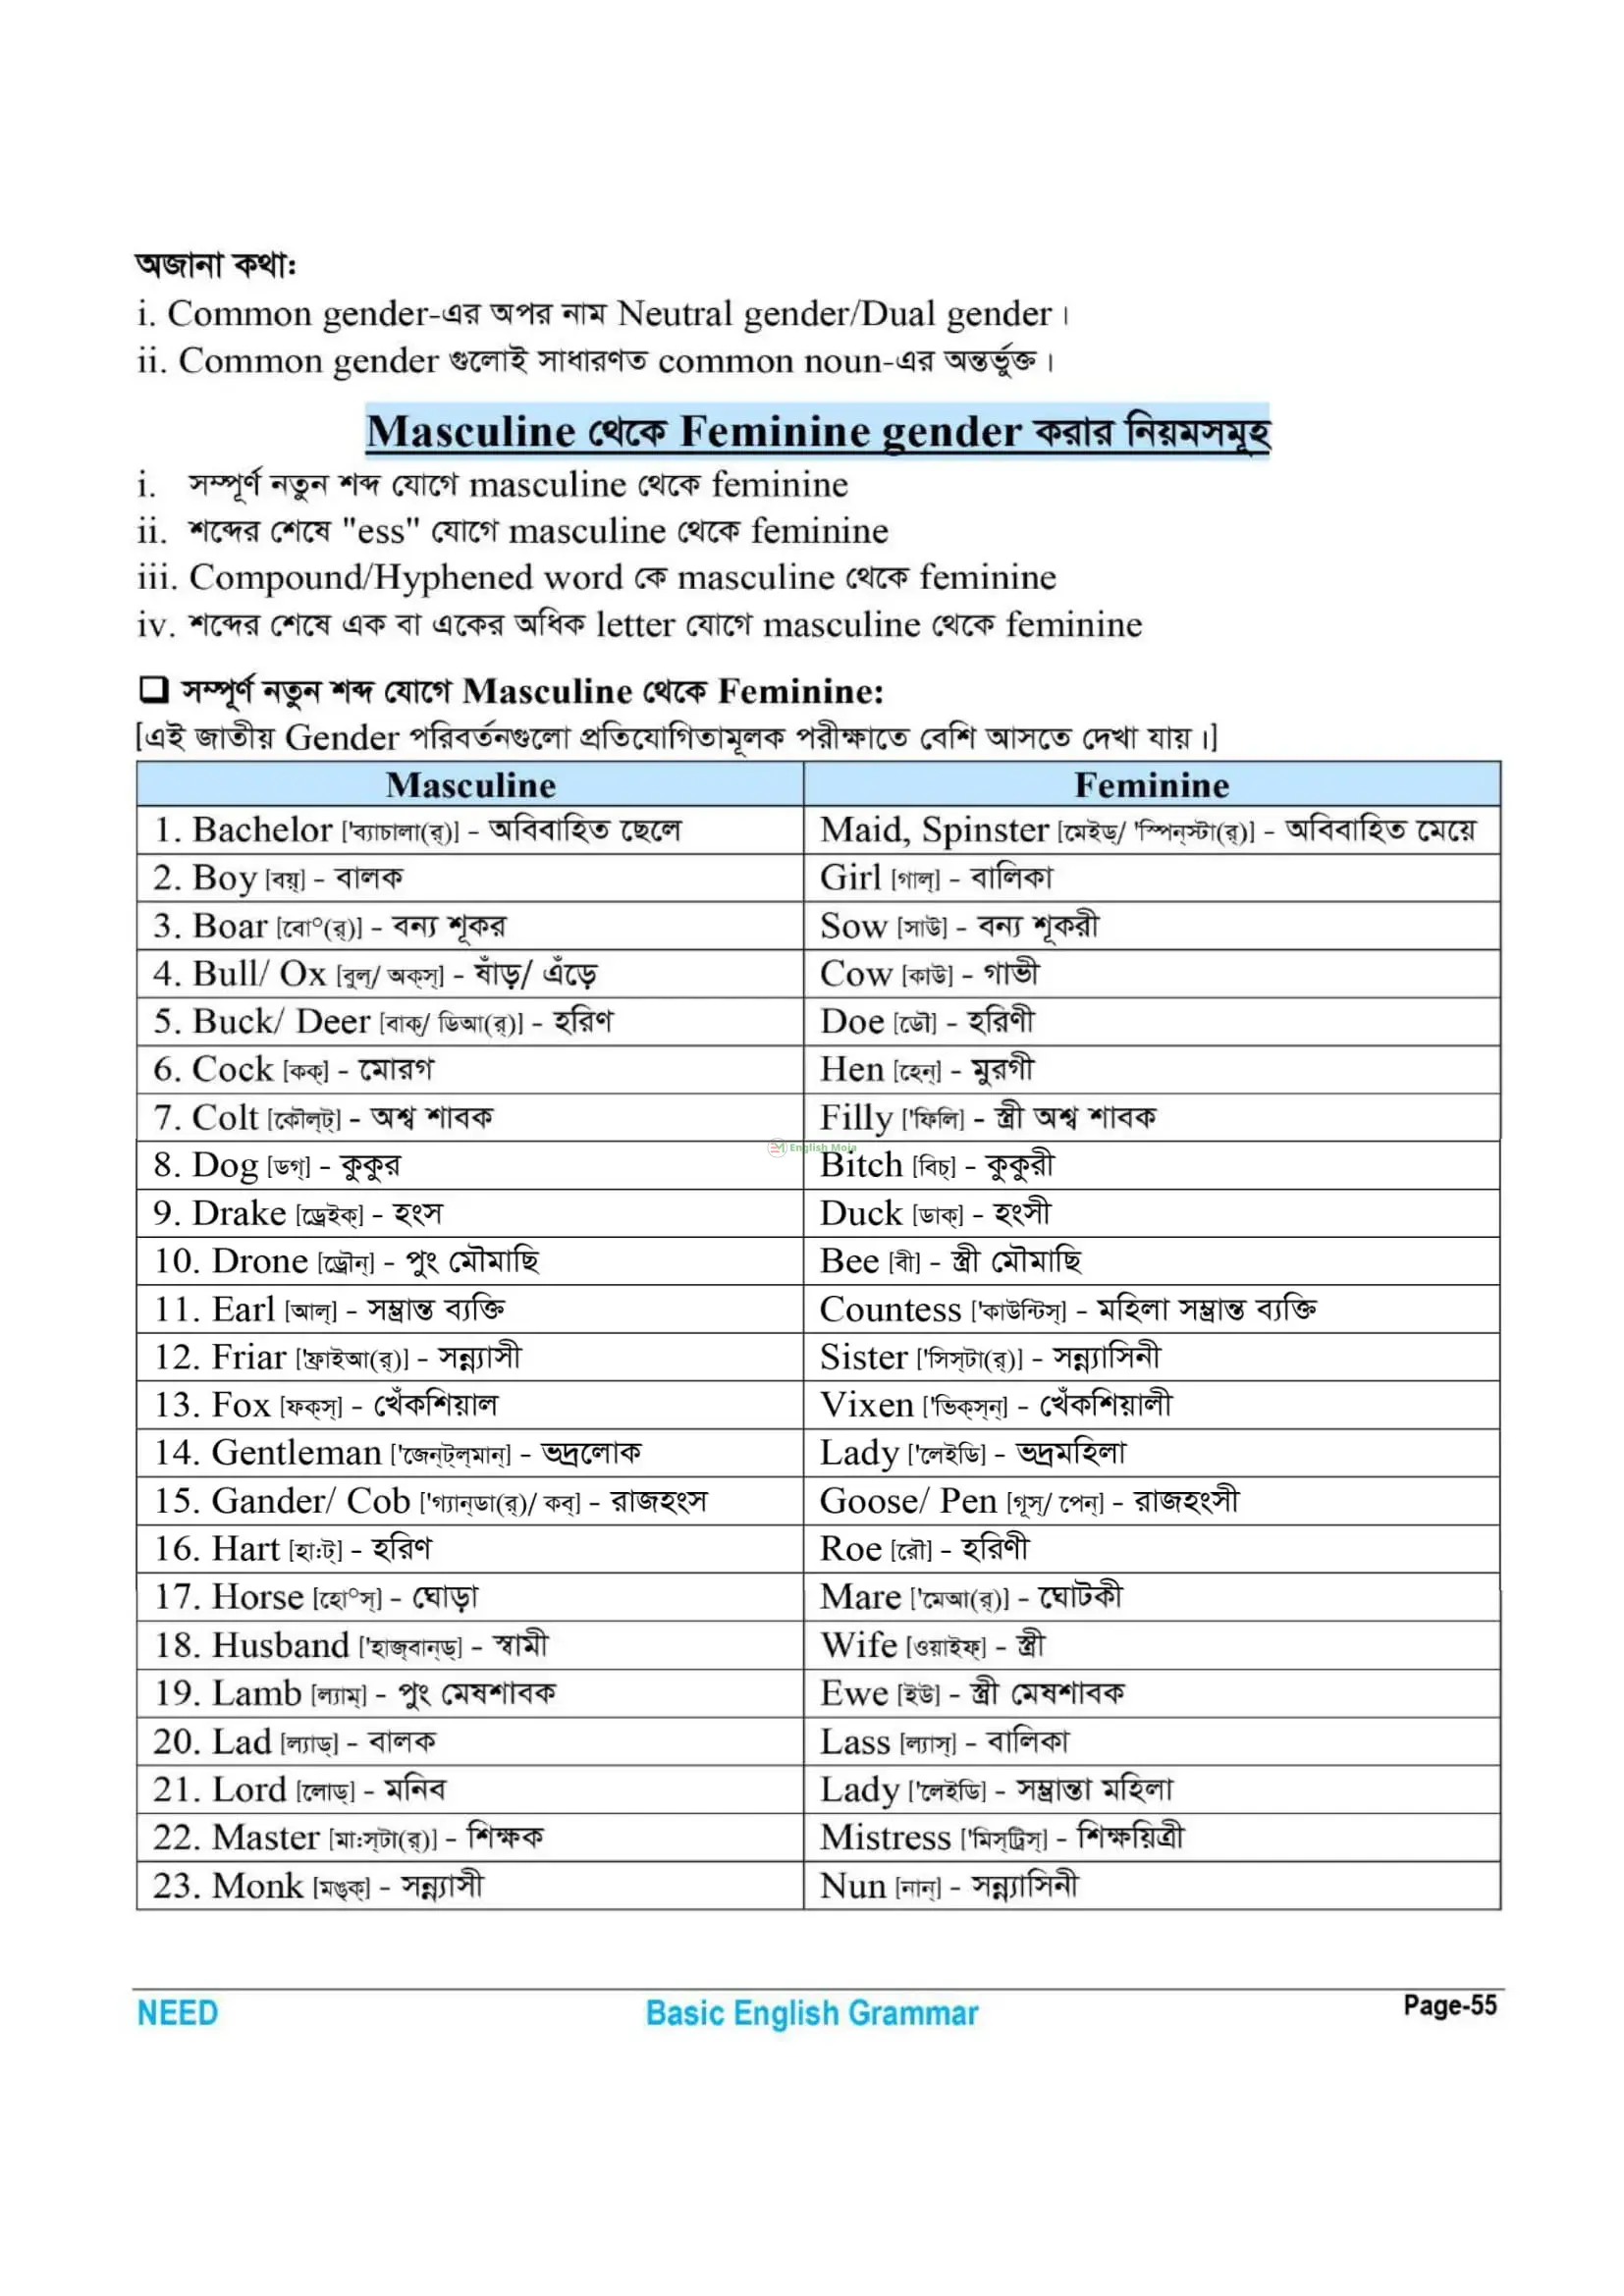 অজানা কথা:
i. Common gender-এর অপর নাম Neutral gender/Dual gender।
ii. Common gender গুলোই সাধারণত common noun-এর অন্তর্ভুক্ত।
Masculine থেকে Feminine gender করার নিয়মসমূহ
i. সম্পূর্ণ নতুন শব্দ যোগে masculine থেকে feminine
ii. শব্দের শেষে "ess" যোগে masculine থেকে feminine
iii. Compound/Hyphened word কে masculine থেকে feminine
iv. শব্দের শেষে এক বা একের অধিক letter যোগে masculine থেকে feminine
❑ সম্পূর্ণ নতুন শব্দ যোগে Masculine থেকে Feminine:
[এই জাতীয় Gender পরিবর্তনগুলো প্রতিযোগিতামূলক পরীক্ষাতে বেশি আসতে দেখা যায়।]
Masculine Feminine
1. Bachelor ['ব্যাচালা(র্)] - অবিবাহিত ছেলে Maid, Spinster [মেইড্/ 'স্পিন্স্টা(র্)] - অবিবাহিত মেয়ে
2. Boy [বয়্] - বালক Girl [গাল্] - বালিকা
3. Boar [বো°(র্)] - বন্য শূকর Sow [সাউ] - বন্য শূকরী
4. Bull/ Ox [বুল্/ অক্স্] - ষাঁড়/ এঁড়ে Cow [কাউ] - গাভী
5. Buck/ Deer [বাক্/ ডিআ(র্)] - হরিণ Doe [ডৌ] - হরিণী
6. Cock [কক্] - মোরগ Hen [হেন্] - মুরগী
7. Colt [কৌল্ট্] - অশ্ব শাবক Filly ['ফিলি] - স্ত্রী অশ্ব শাবক
English Moja
8. Dog [ডগ্] - কুকুর Bitch [বিচ্] - কুকুরী
9. Drake [ড্রেইক্] - হংস Duck [ডাক্] - হংসী
10. Drone [ড্রৌন্] - পুং মৌমাছি Bee [বী] - স্ত্রী মৌমাছি
11. Earl [আল্] - সম্ভ্রান্ত ব্যক্তি Countess ['কাউন্টিস্] - মহিলা সম্ভ্রান্ত ব্যক্তি
12. Friar ['ফ্রাইআ(র্)] - সন্ন্যাসী Sister ['সিস্টা(র্)] - সন্ন্যাসিনী
13. Fox [ফক্স্] - খেঁকশিয়াল Vixen ['ভিক্স্ন্] - খেঁকশিয়ালী
14. Gentleman ['জেন্ট্ল্মান্] - ভদ্রলোক Lady ['লেইডি] - ভদ্রমহিলা
15. Gander/ Cob ['গ্যান্ডা(র্)/ কব্] - রাজহংস Goose/ Pen [গূস্/ পেন্] - রাজহংসী
16. Hart [হাঃট্] - হরিণ Roe [রৌ] - হরিণী
17. Horse [হো°স্] - ঘোড়া Mare ['মেআ(র্)] - ঘোটকী
18. Husband ['হাজ্বান্ড্] - স্বামী Wife [ওয়াইফ্] - স্ত্রী
19. Lamb [ল্যাম্] - পুং মেষশাবক Ewe [ইউ] - স্ত্রী মেষশাবক
20. Lad [ল্যাড্] - বালক Lass [ল্যাস্] - বালিকা
21. Lord [লোড্] - মনিব Lady ['লেইডি] - সম্ভ্রান্তা মহিলা
22. Master [মাঃস্টা(র্)] - শিক্ষক Mistress ['মিস্ট্রিস্] - শিক্ষয়িত্রী
23. Monk [মঙ্ক্] - সন্ন্যাসী Nun [নান্] - সন্ন্যাসিনী
NEED Basic English Grammar Page-55